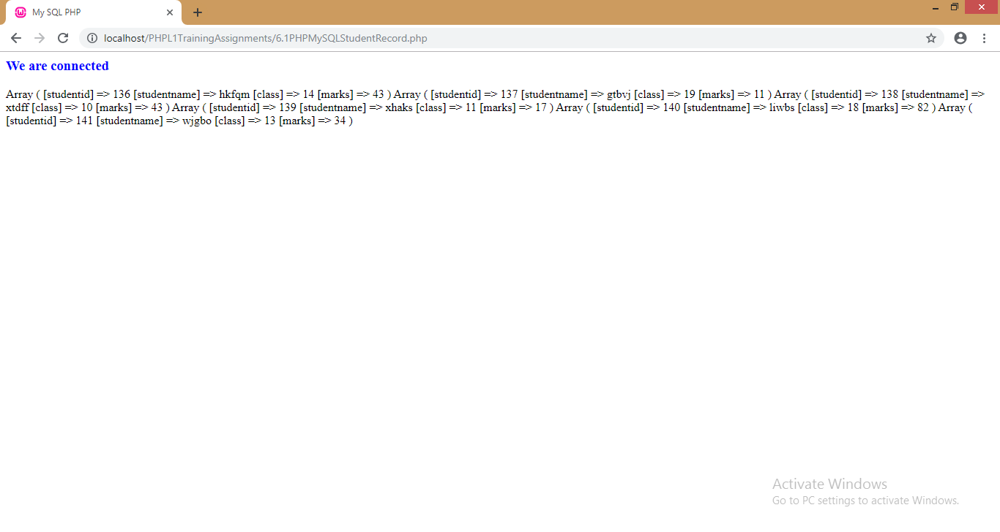 My SQL PHP
localhost/PHPL1TrainingAssignments/6.1PHPMySQLStudentRecord.php
We are connected
Array ( [studentid] => 136 [studentname] => hkfqm [class] => 14 [marks] => 43 ) Array ( [studentid] => 137 [studentname] => gtbvj [class] => 19 [marks] => 11 ) Array ( [studentid] => 138 [studentname] =>
xtdff [class] => 10 [marks] => 43 ) Array ( [studentid] => 139 [studentname] => xhaks [class] => 11 [marks] => 17 ) Array ( [studentid] => 140 [studentname] => liwbs [class] => 18 [marks] => 82 ) Array (
[studentid] => 141 [studentname] => wjgbo [class] => 13 [marks] => 34 )
Activate Windows
Go to PC settings to activate Windows.